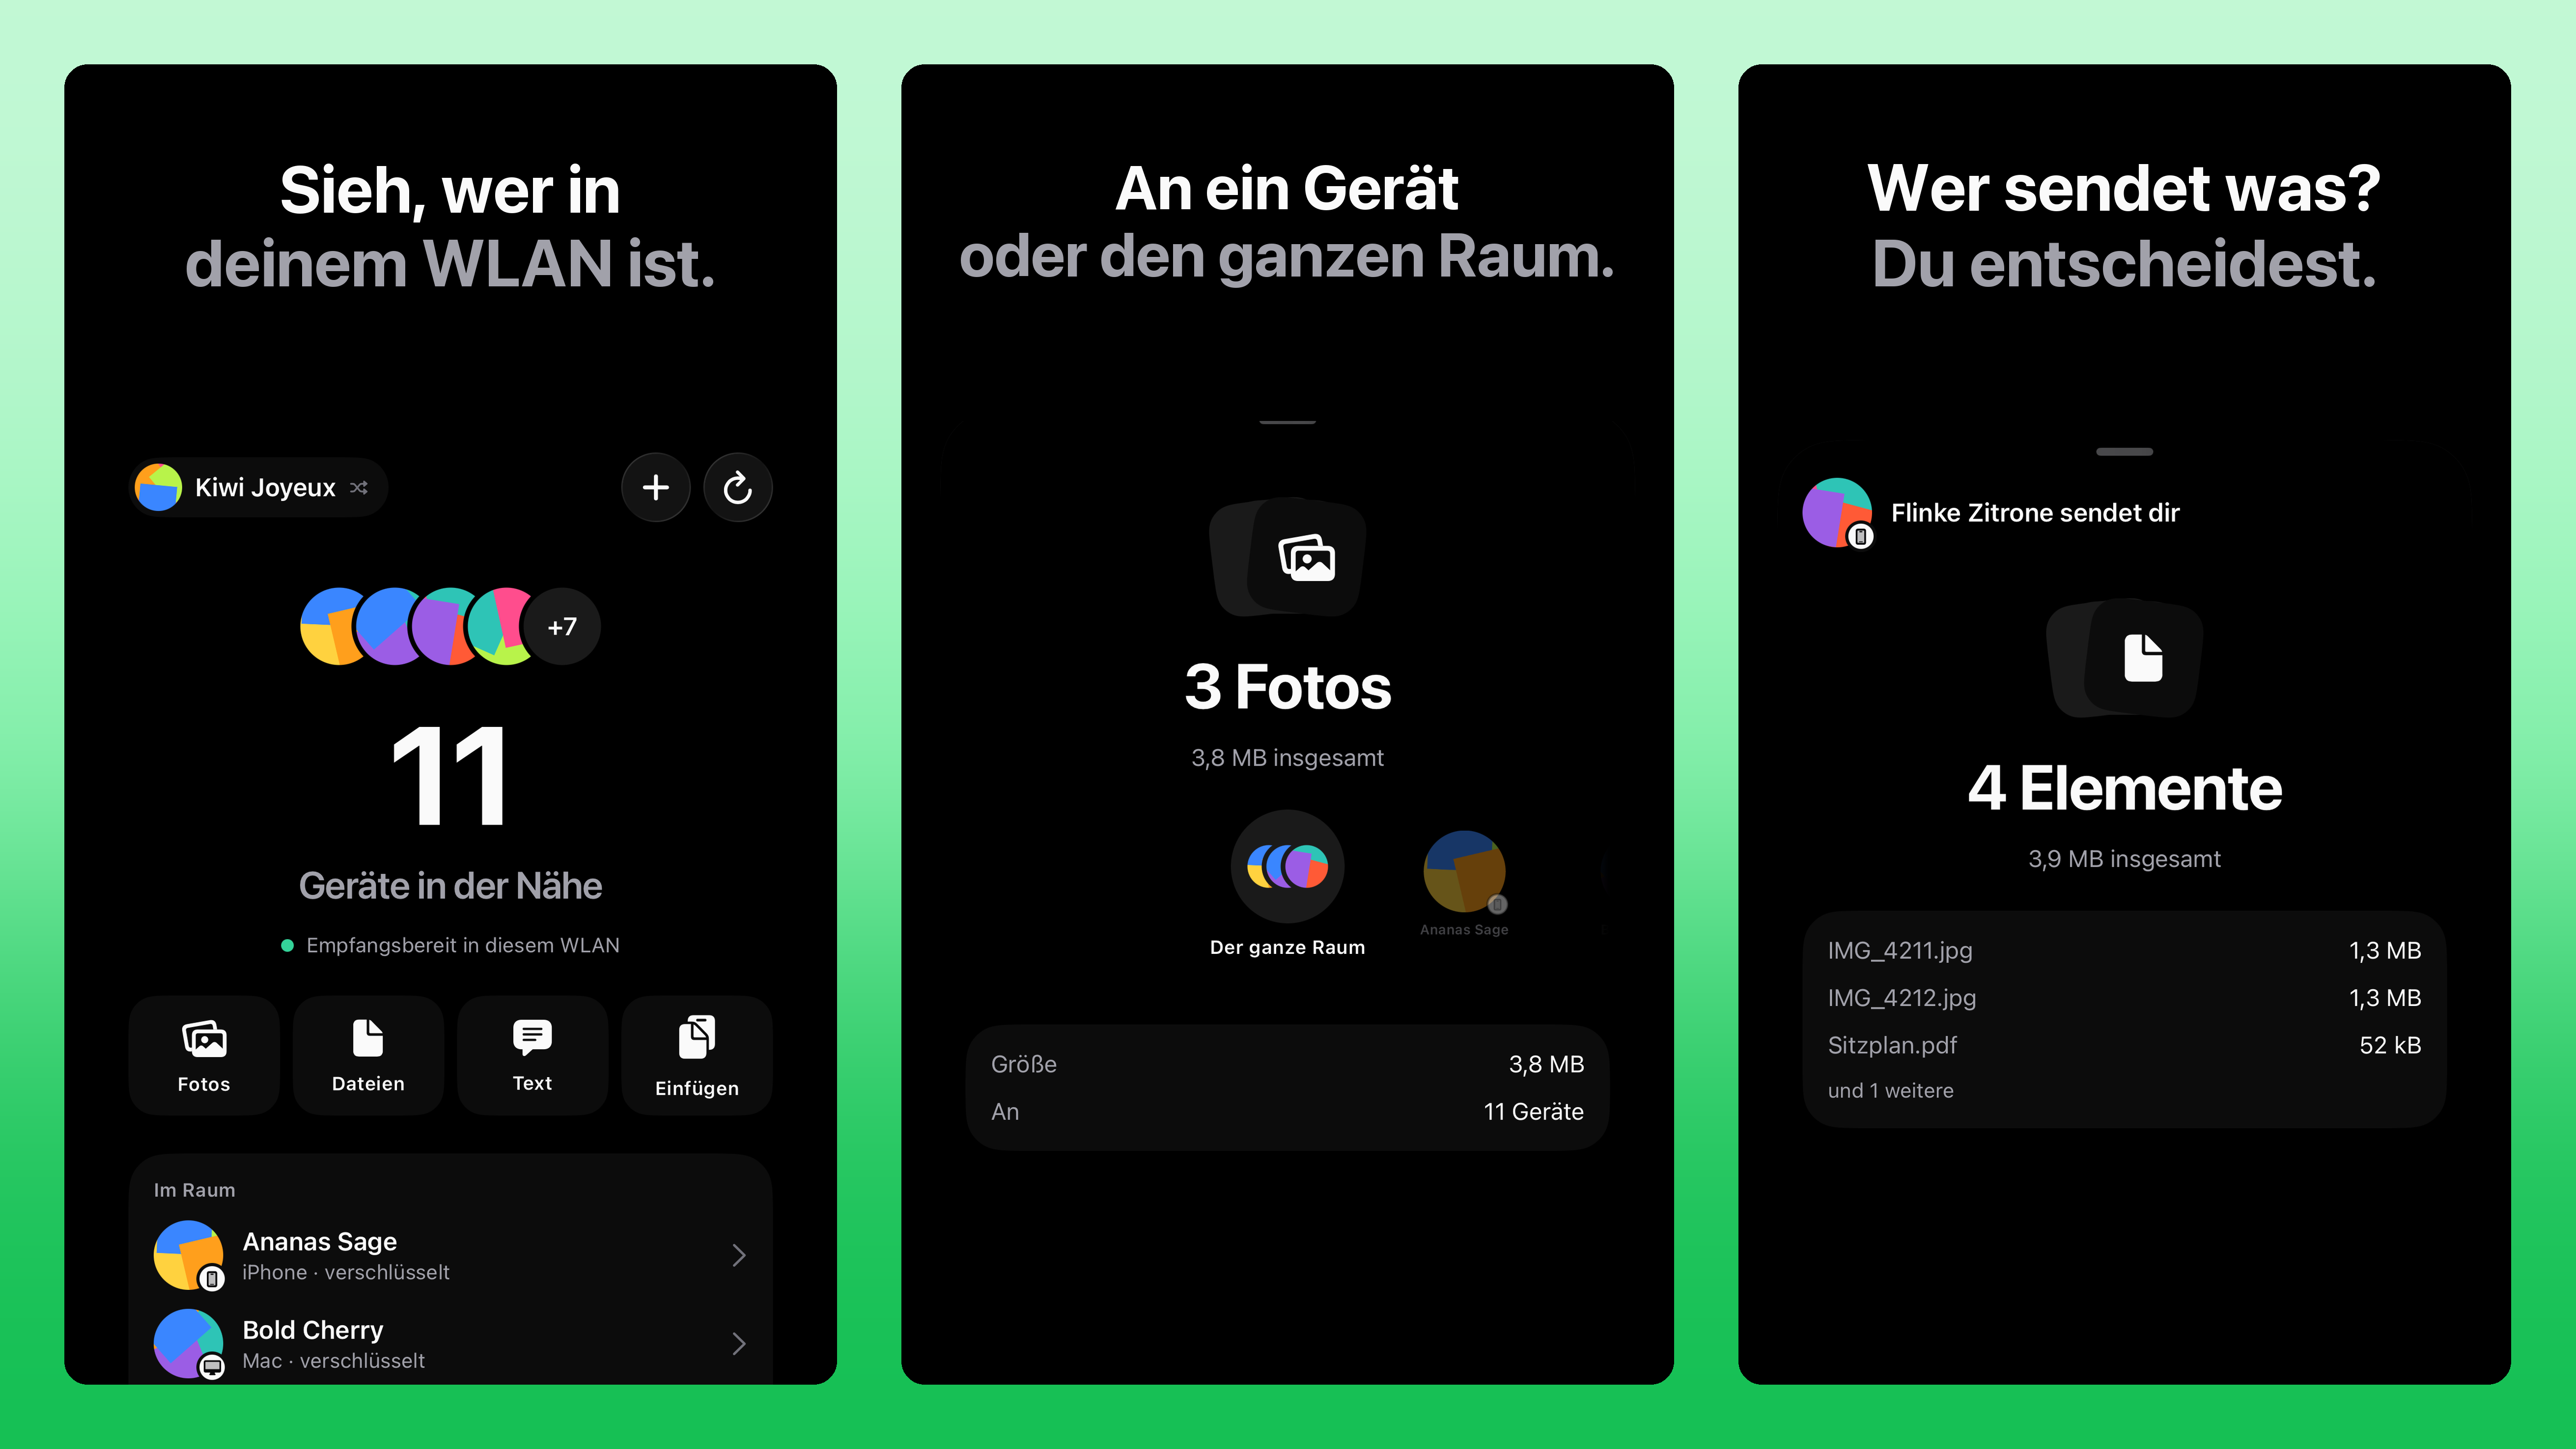 Sieh, wer in
deinem WLAN ist.
Kiwi Joyeux
+7
11
Geräte in der Nähe
Empfangsbereit in diesem WLAN
Fotos
Dateien
Text
Einfügen
Im Raum
Ananas Sage
iPhone · verschlüsselt
Bold Cherry
Mac · verschlüsselt
An ein Gerät
oder den ganzen Raum.
3 Fotos
3,8 MB insgesamt
Der ganze Raum
Ananas Sage
Größe 3,8 MB
An 11 Geräte
Wer sendet was?
Du entscheidest.
Flinke Zitrone sendet dir
4 Elemente
3,9 MB insgesamt
IMG_4211.jpg 1,3 MB
IMG_4212.jpg 1,3 MB
Sitzplan.pdf 52 kB
und 1 weitere